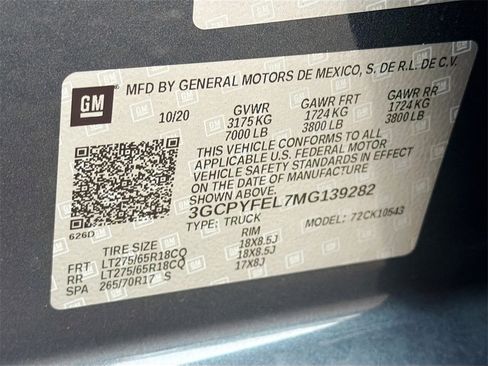 GM
MFD BY GENERAL MOTORS DE MEXICO, S. DE R.L. DE C.V.
10/20 GVWR GAWR FRT GAWR RR
3175 KG 1724 KG 1724 KG
7000 LB 3800 LB 3800 LB
THIS VEHICLE CONFORMS TO ALL
APPLICABLE U.S. FEDERAL MOTOR
VEHICLE SAFETY STANDARDS IN EFFECT
ON THE DATE OF MANUFACTURE
SHOWN ABOVE.
3GCPYFEL7MG139282
626D TYPE: TRUCK MODEL: 72CK10543
TIRE SIZE RIM
FRT LT275/65R18CQ 18X8.5J
RR LT275/65R18CQ 18X8.5J
SPA 265/70R17 S 17X8J